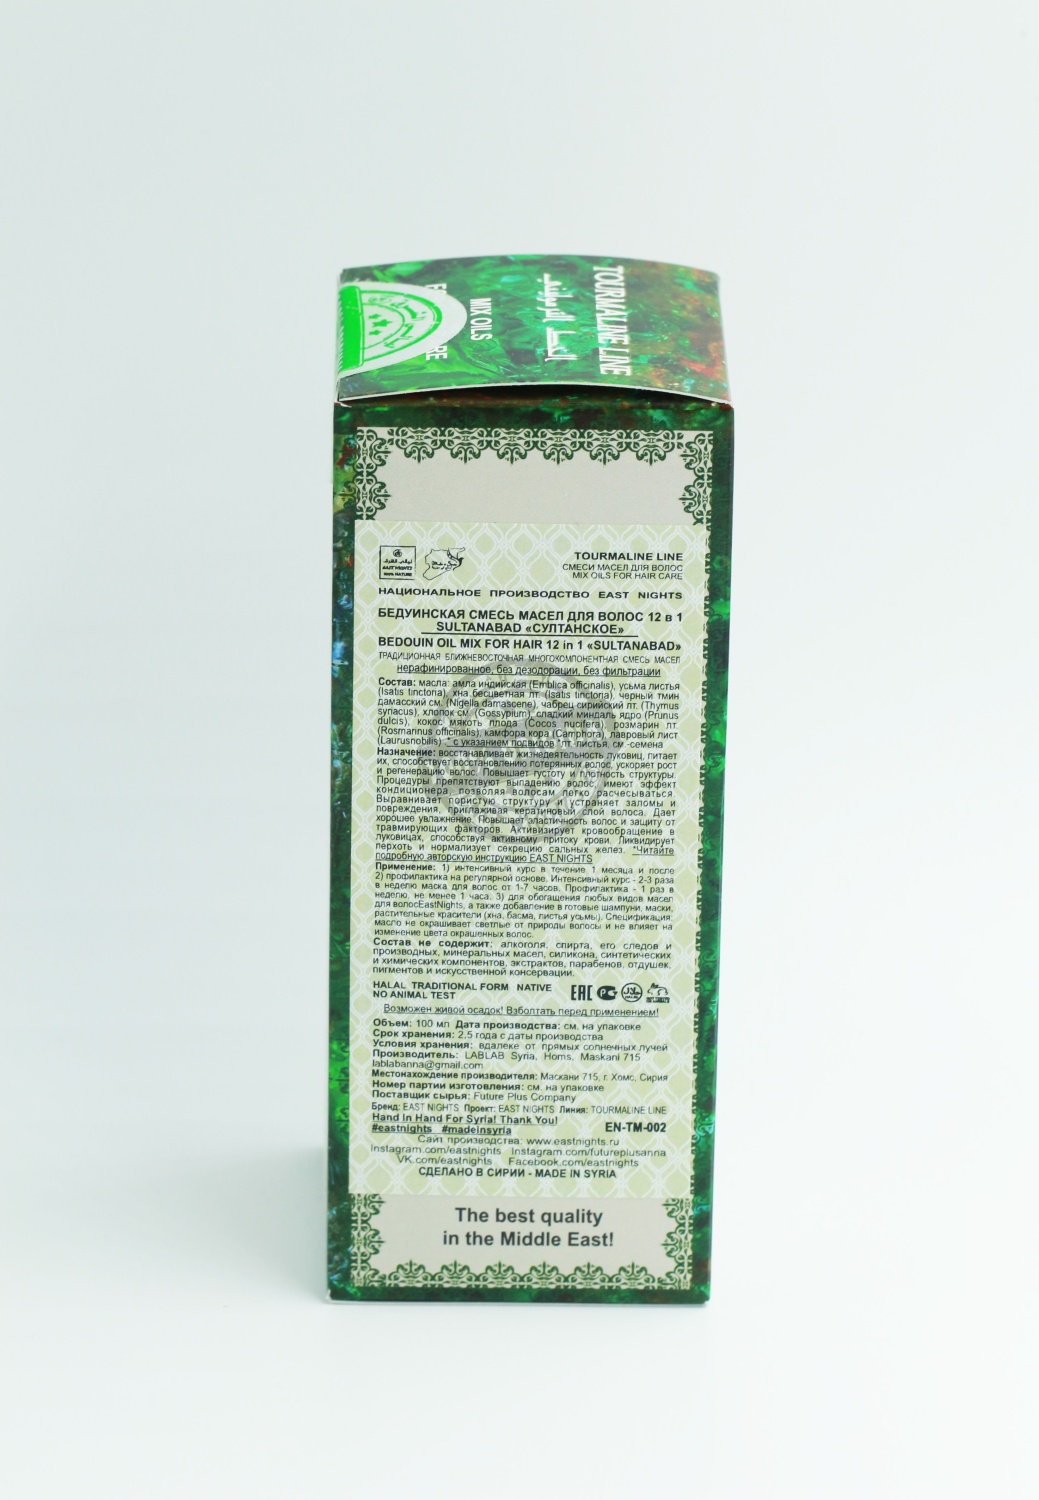 TOURMALINE LINE
MIX OILS
EAST NIGHTS
100% NATURE
TOURMALINE LINE
СМЕСИ МАСЕЛ ДЛЯ ВОЛОС
MIX OILS FOR HAIR CARE
НАЦИОНАЛЬНОЕ ПРОИЗВОДСТВО EAST NIGHTS
БЕДУИНСКАЯ СМЕСЬ МАСЕЛ ДЛЯ ВОЛОС 12 в 1
SULTANABAD «СУЛТАНСКОЕ»
BEDOUIN OIL MIX FOR HAIR 12 in 1 «SULTANABAD»
ТРАДИЦИОННАЯ БЛИЖНЕВОСТОЧНАЯ МНОГОКОМПОНЕНТНАЯ СМЕСЬ МАСЕЛ
нерафинированное, без дезодорации, без фильтрации
Состав: масла: амла индийская (Emblica officinalis), усьма листья
(Isatis tinctoria), хна бесцветная лт. (Isatis tinctoria), черный тмин
дамасский см. (Nigella damascene), чабрец сирийский лт. (Thymus
syriacus), хлопок см. (Gossypium), сладкий миндаль ядро (Prunus
dulcis), кокос мякоть плода (Cocos nucifera), розмарин лт.
(Rosmarinus officinalis), камфора кора (Camphora), лавровый лист
(Laurusnobilis). * с указанием подвидов *лт. листья, см.-семена
Назначение: восстанавливает жизнедеятельность луковиц, питает
их, способствует восстановлению потерянных волос, ускоряет рост
и регенерацию волос. Повышает густоту и плотность структуры.
Процедуры препятствуют выпадению волос, имеют эффект
кондиционера, позволяя волосам легко расчесываться.
Выравнивает пористую структуру и устраняет заломы и
повреждения, приглаживая кератиновый слой волоса. Дает
хорошее увлажнение. Повышает эластичность волос и защиту от
травмирующих факторов. Активизирует кровообращение в
луковицах, способствуя активному притоку крови. Ликвидирует
перхоть и нормализует секрецию сальных желез. *Читайте
подробную авторскую инструкцию EAST NIGHTS
Применение: 1) интенсивный курс в течение 1 месяца и после
2) профилактика на регулярной основе. Интенсивный курс - 2-3 раза
в неделю маска для волос от 1-7 часов. Профилактика - 1 раз в
неделю, не менее 1 часа. 3) для обогащения любых видов масел
для волосEastNights, а также добавление в готовые шампуни, маски,
растительные красители (хна, басма, листья усьмы). Спецификация:
масло не окрашивает светлые от природы волосы и не влияет на
изменение цвета окрашенных волос.
Состав не содержит: алкоголя, спирта, его следов и
производных, минеральных масел, силикона, синтетических
и химических компонентов, экстрактов, парабенов, отдушек,
пигментов и искусственной консервации.
HALAL TRADITIONAL FORM NATIVE
NO ANIMAL TEST
Возможен живой осадок! Взболтать перед применением!
Объем: 100 мл Дата производства: см. на упаковке
Срок хранения: 2,5 года с даты производства
Условия хранения: вдалеке от прямых солнечных лучей
Производитель: LABLAB Syria, Homs, Maskani 715
lablabanna@gmail.com
Местонахождение производителя: Маскани 715, г. Хомс, Сирия
Номер партии изготовления: см. на упаковке
Поставщик сырья: Future Plus Company
Бренд: EAST NIGHTS Проект: EAST NIGHTS Линия: TOURMALINE LINE
Hand In Hand For Syria! Thank You!
#eastnights #madeinsyria EN-TM-002
Сайт производства: www.eastnights.ru
Instagram.com/eastnights Instagram.com/futureplusanna
VK.com/eastnights Facebook.com/eastnights
СДЕЛАНО В СИРИИ - MADE IN SYRIA
The best quality
in the Middle East!